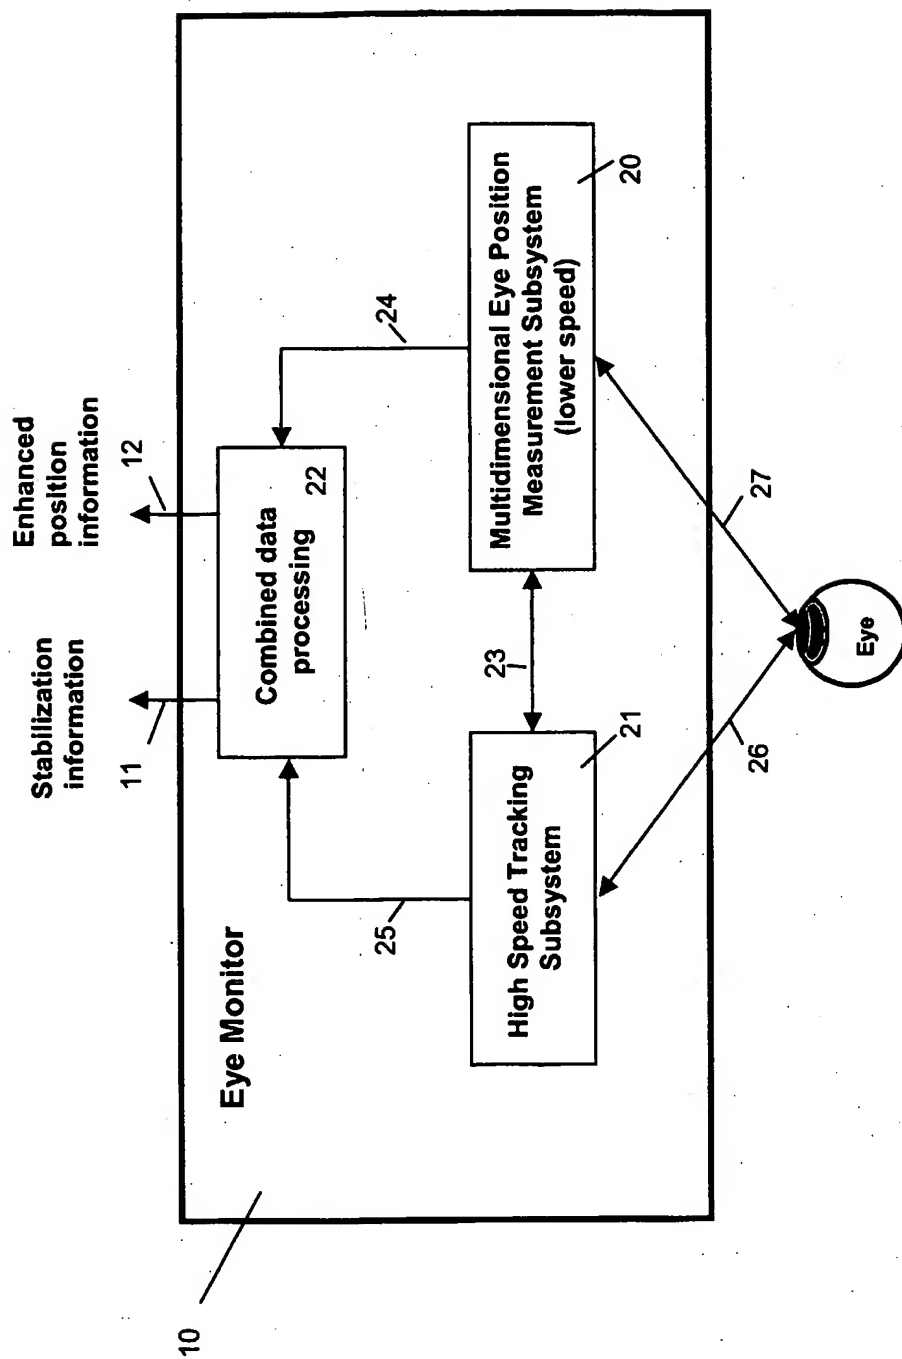 Stabilization
information
Enhanced
position
information
11
12
10
Eye Monitor
Combined data
processing
22
25
24
High Speed Tracking
Subsystem
21
23
Multidimensional Eye Position
Measurement Subsystem
(lower speed)
20
26
27
Eye